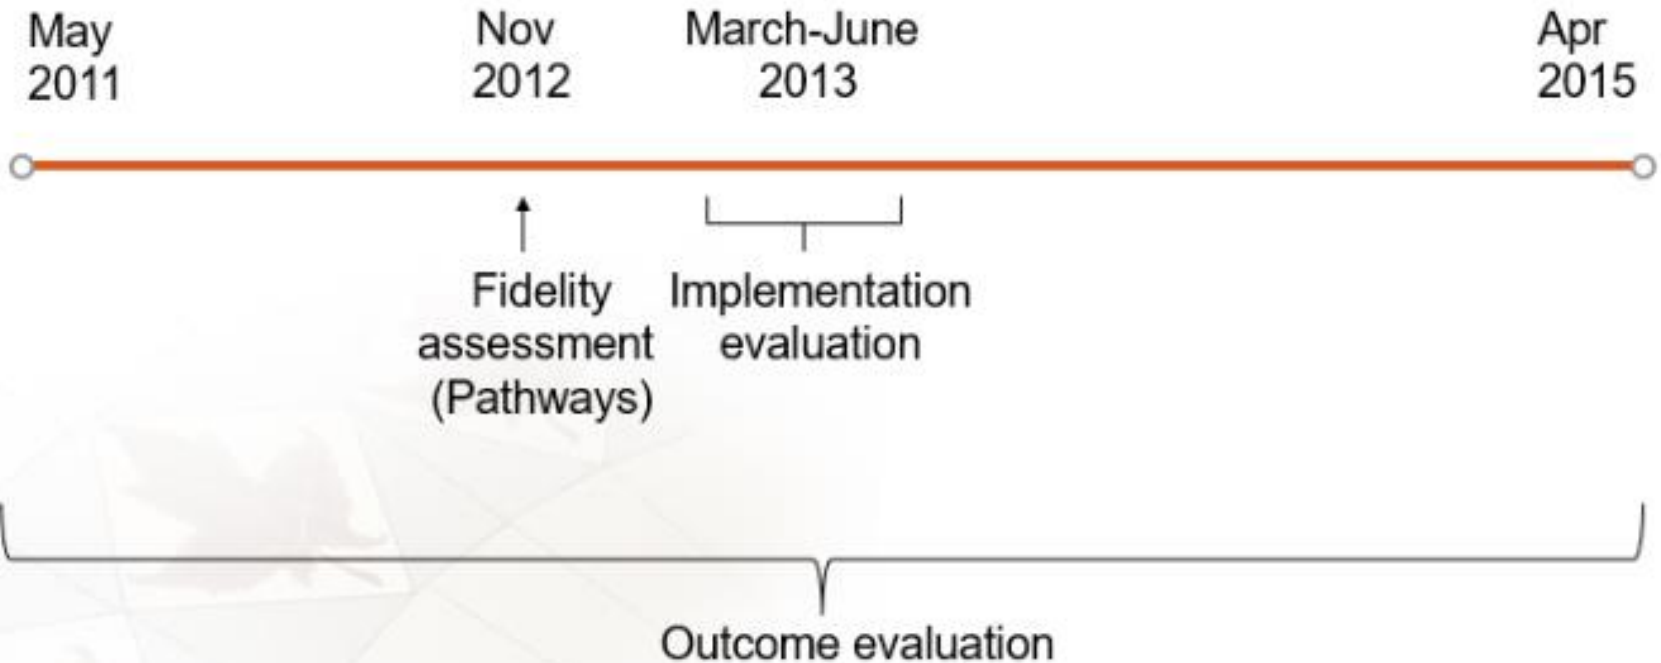 May
2011
Nov
2012
March-June
2013
Apr
2015
Fidelity
assessment
(Pathways)
Implementation
evaluation
Outcome evaluation